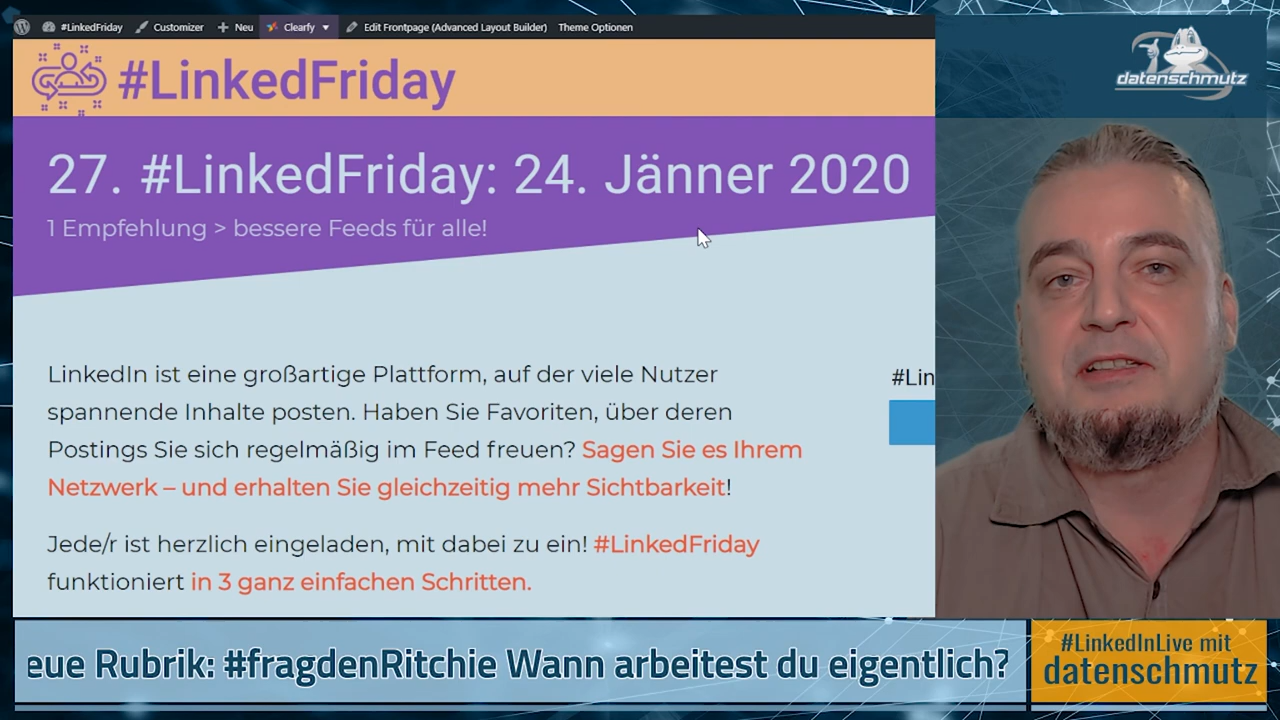 #LinkedFriday Customizer + Neu Clearfy Edit Frontpage (Advanced Layout Builder) Theme Optionen
#LinkedFriday
datenschmutz
27. #LinkedFriday: 24. Jänner 2020
1 Empfehlung > bessere Feeds für alle!
LinkedIn ist eine großartige Plattform, auf der viele Nutzer
spannende Inhalte posten. Haben Sie Favoriten, über deren
Postings Sie sich regelmäßig im Feed freuen? Sagen Sie es Ihrem
Netzwerk – und erhalten Sie gleichzeitig mehr Sichtbarkeit!
#Lin
Jede/r ist herzlich eingeladen, mit dabei zu ein! #LinkedFriday
funktioniert in 3 ganz einfachen Schritten.
eue Rubrik: #fragdenRitchie Wann arbeitest du eigentlich?
#LinkedInLive mit
datenschmutz